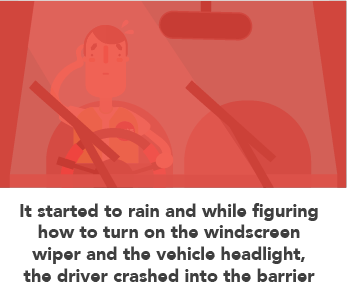 It started to rain and while figuring
how to turn on the windscreen
wiper and the vehicle headlight,
the driver crashed into the barrier